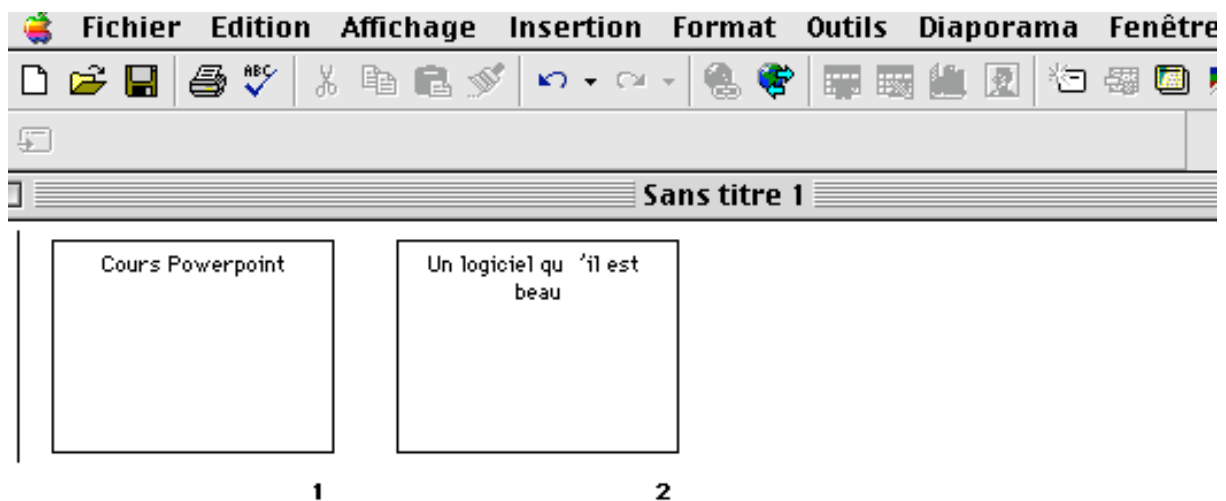 Fichier Edition Affichage Insertion Format Outils Diaporama Fenêtre
ABC
Sans titre 1
Cours Powerpoint
Un logiciel qu 'il est
beau
1
2